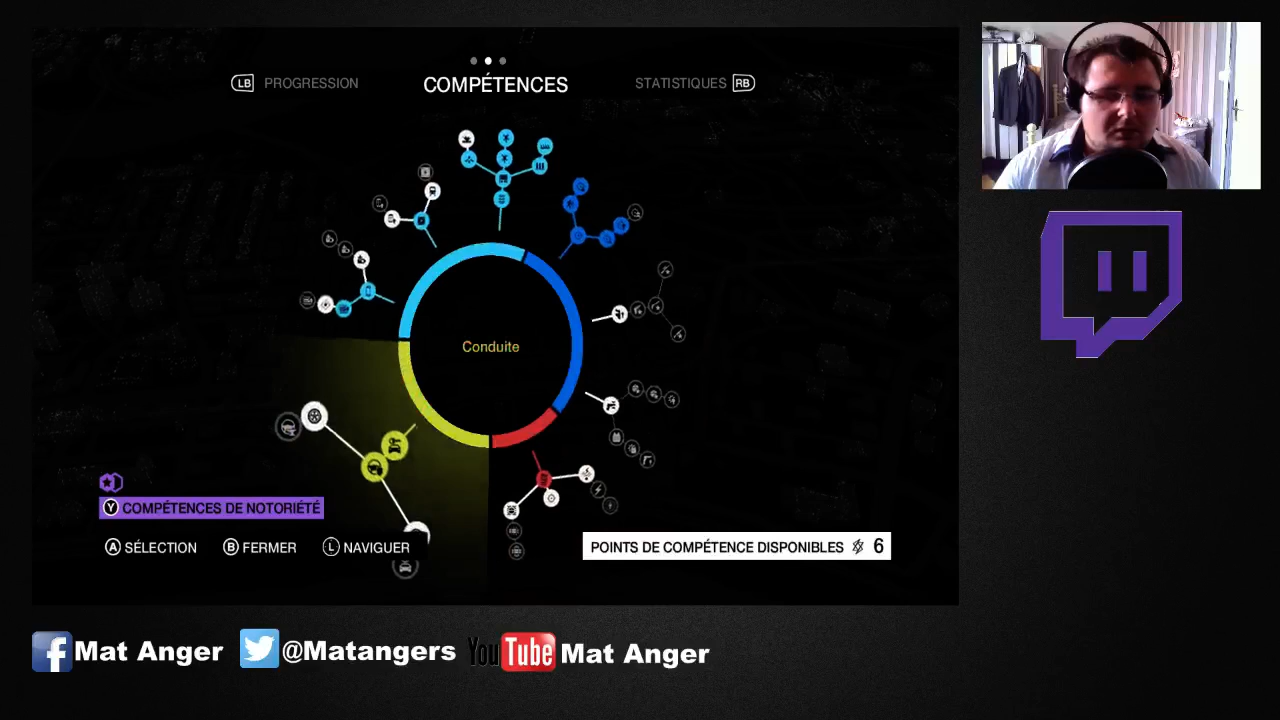 LB PROGRESSION
COMPÉTENCES
STATISTIQUES RB
Conduite
Y COMPÉTENCES DE NOTORIÉTÉ
A SÉLECTION B FERMER L NAVIGUER
POINTS DE COMPÉTENCE DISPONIBLES 6
f Mat Anger @Matangers YouTube Mat Anger